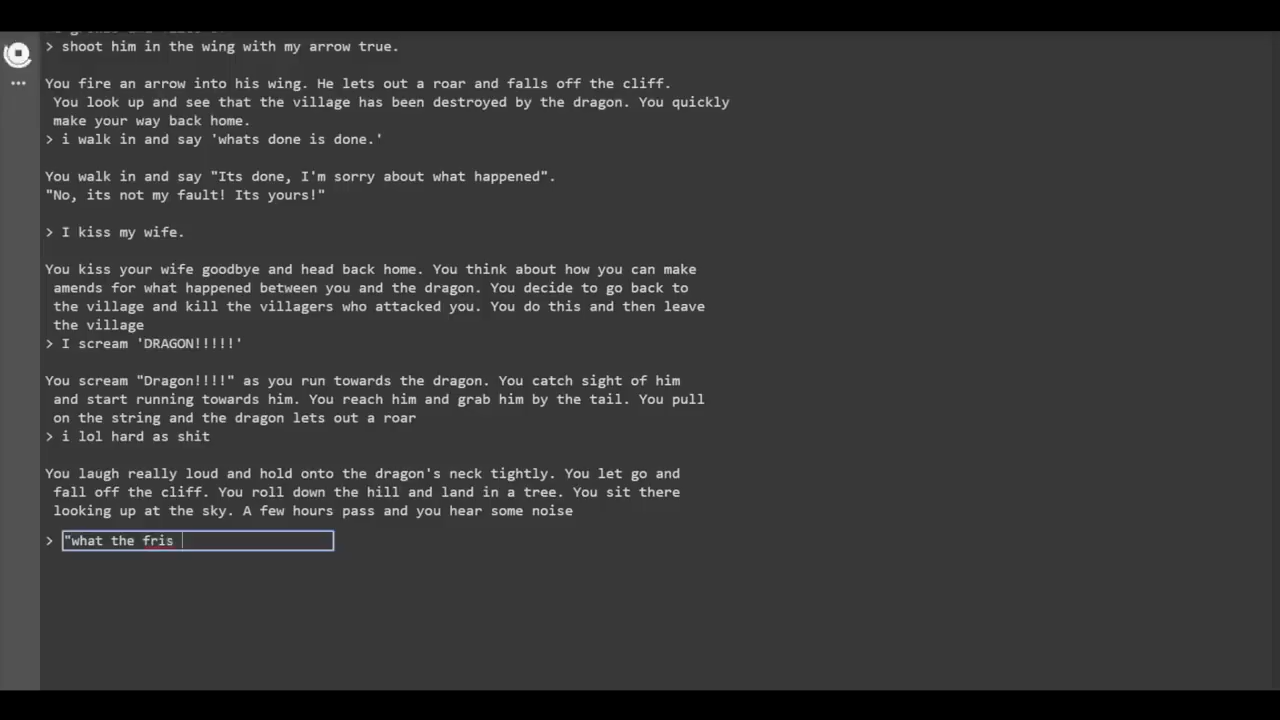 > shoot him in the wing with my arrow true.
You fire an arrow into his wing. He lets out a roar and falls off the cliff.
You look up and see that the village has been destroyed by the dragon. You quickly
make your way back home.
> i walk in and say 'whats done is done.'
You walk in and say "Its done, I'm sorry about what happened".
"No, its not my fault! Its yours!"
> I kiss my wife.
You kiss your wife goodbye and head back home. You think about how you can make
amends for what happened between you and the dragon. You decide to go back to
the village and kill the villagers who attacked you. You do this and then leave
the village
> I scream 'DRAGON!!!!!'
You scream "Dragon!!!!" as you run towards the dragon. You catch sight of him
and start running towards him. You reach him and grab him by the tail. You pull
on the string and the dragon lets out a roar
> i lol hard as shit
You laugh really loud and hold onto the dragon's neck tightly. You let go and
fall off the cliff. You roll down the hill and land in a tree. You sit there
looking up at the sky. A few hours pass and you hear some noise
> "what the fris